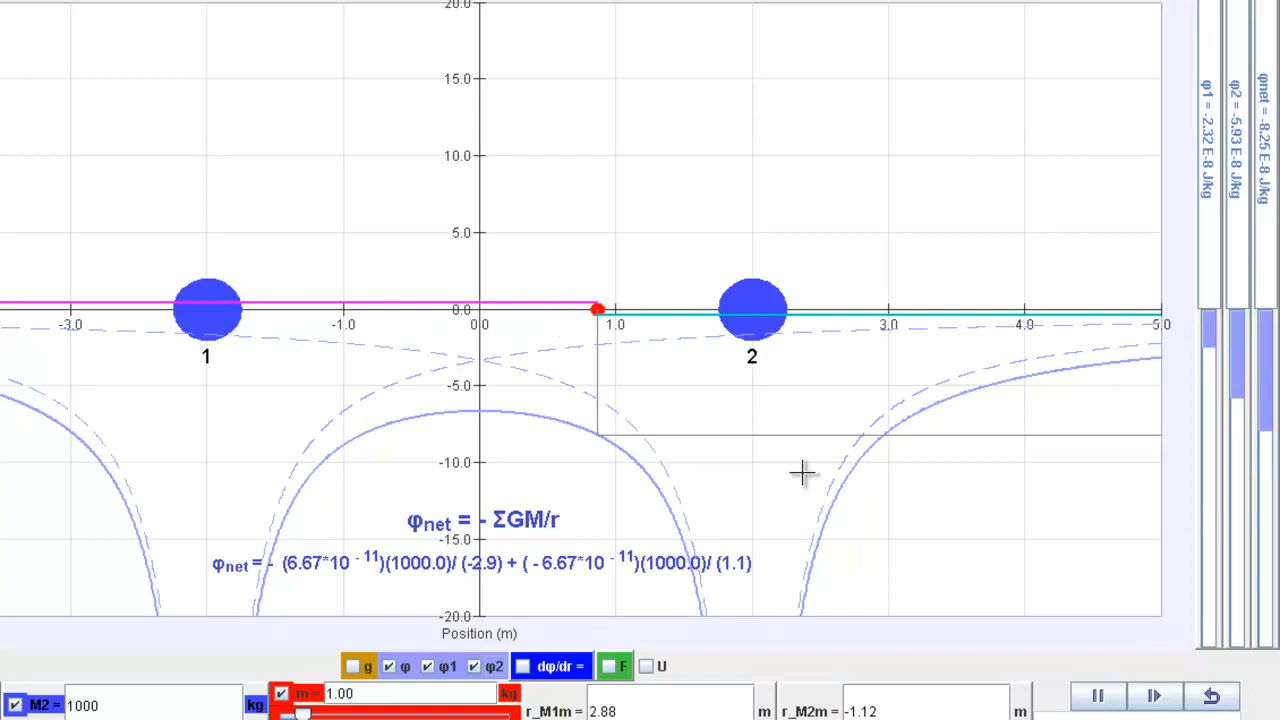 20.0
15.0
10.0
5.0
0.0
-3.0
-1.0
0.0
1.0
3.0
4.0
5.0
1
2
-5.0
-10.0
-15.0
-20.0
φnet = - ΣGM/r
φnet = - (6.67*10 - 11)(1000.0)/ (-2.9) + ( - 6.67*10 - 11)(1000.0)/ (1.1)
Position (m)
φ1 = -2.32 E-8 J/kg
φ2 = -5.93 E-8 J/kg
φnet = -8.25 E-8 J/kg
g φ φ1 φ2 dφ/dr = F U
M2 = 1000 kg m = 1.00 kg r_M1m = 2.88 m r_M2m = -1.12 m